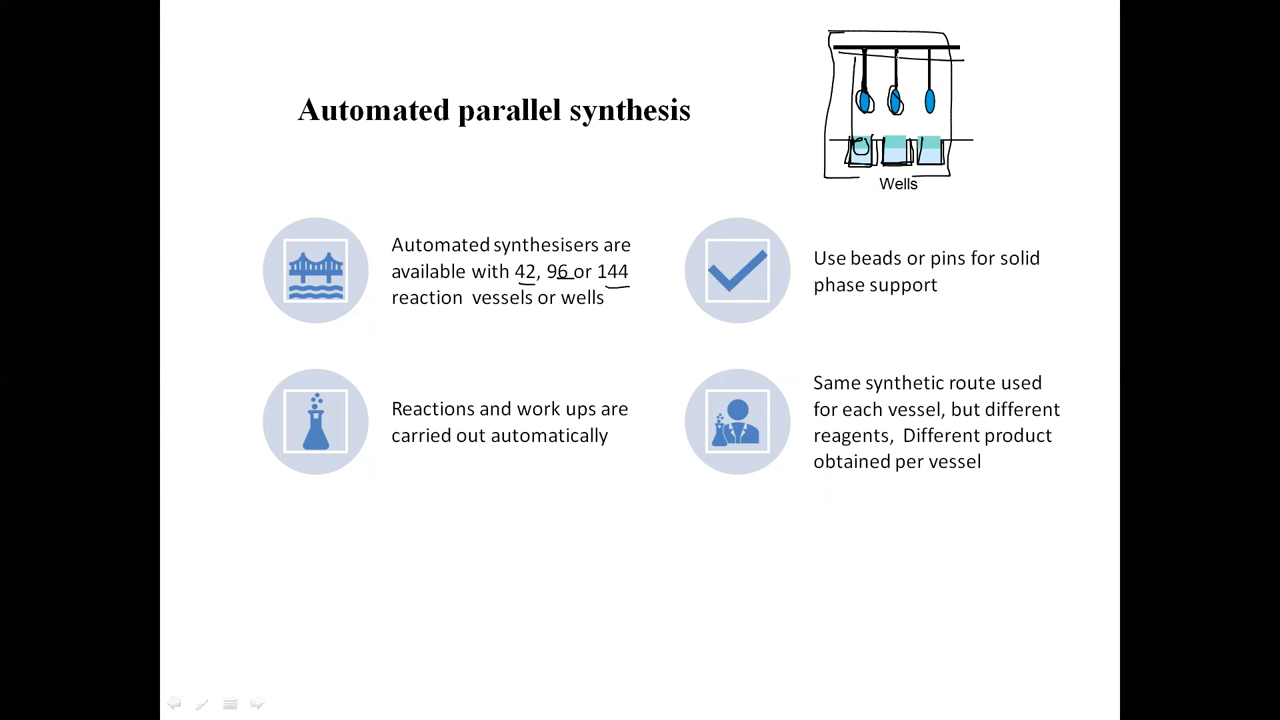 Automated parallel synthesis
Wells
Automated synthesisers are
available with 42, 96 or 144
reaction vessels or wells
Use beads or pins for solid
phase support
Reactions and work ups are
carried out automatically
Same synthetic route used
for each vessel, but different
reagents, Different product
obtained per vessel